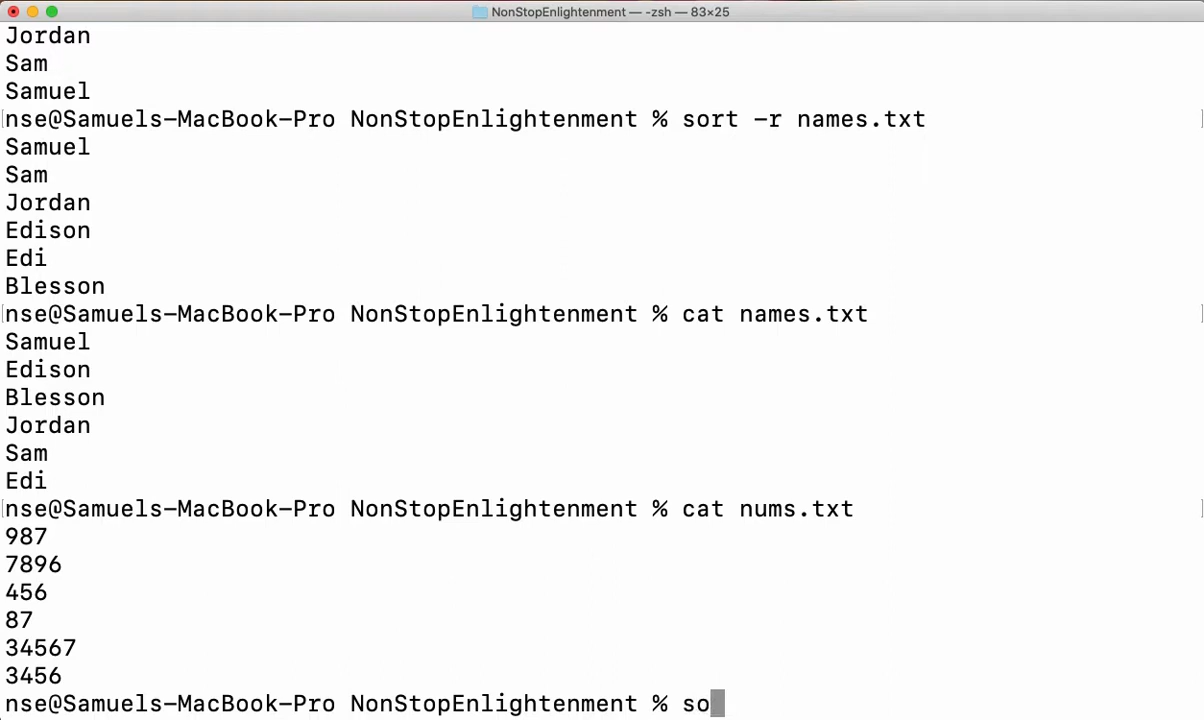 NonStopEnlightenment — -zsh — 83×25
Jordan
Sam
Samuel
nse@Samuels-MacBook-Pro NonStopEnlightenment % sort -r names.txt
Samuel
Sam
Jordan
Edison
Edi
Blesson
nse@Samuels-MacBook-Pro NonStopEnlightenment % cat names.txt
Samuel
Edison
Blesson
Jordan
Sam
Edi
nse@Samuels-MacBook-Pro NonStopEnlightenment % cat nums.txt
987
7896
456
87
34567
3456
nse@Samuels-MacBook-Pro NonStopEnlightenment % so